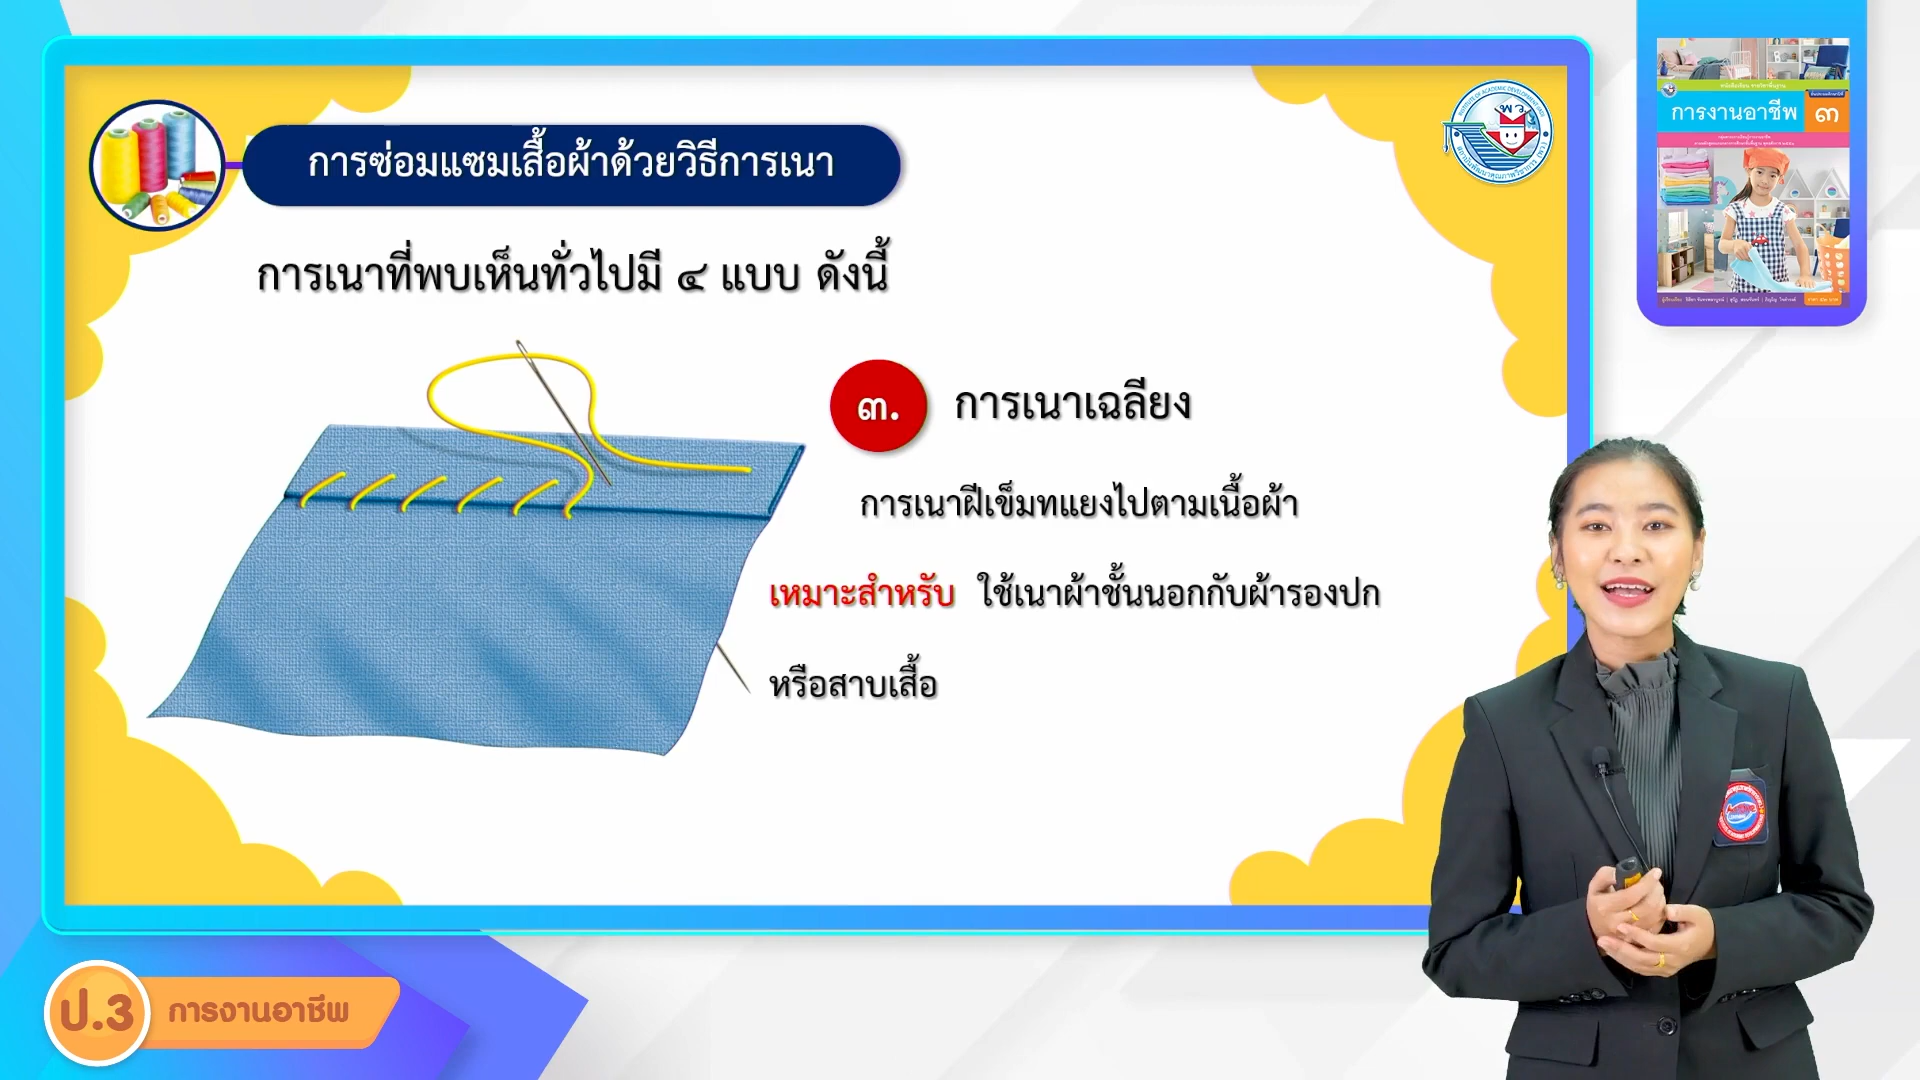 การซ่อมแซมเสื้อผ้าด้วยวิธีการเนา
การเนาที่พบเห็นทั่วไปมี ๔ แบบ ดังนี้
๓. การเนาเฉลียง
การเนาฝีเข็มทแยงไปตามเนื้อผ้า
เหมาะสำหรับ ใช้เนาผ้าชั้นนอกกับผ้ารองปก
หรือสาบเสื้อ
พว
การงานอาชีพ ๓
ป.3 การงานอาชีพ